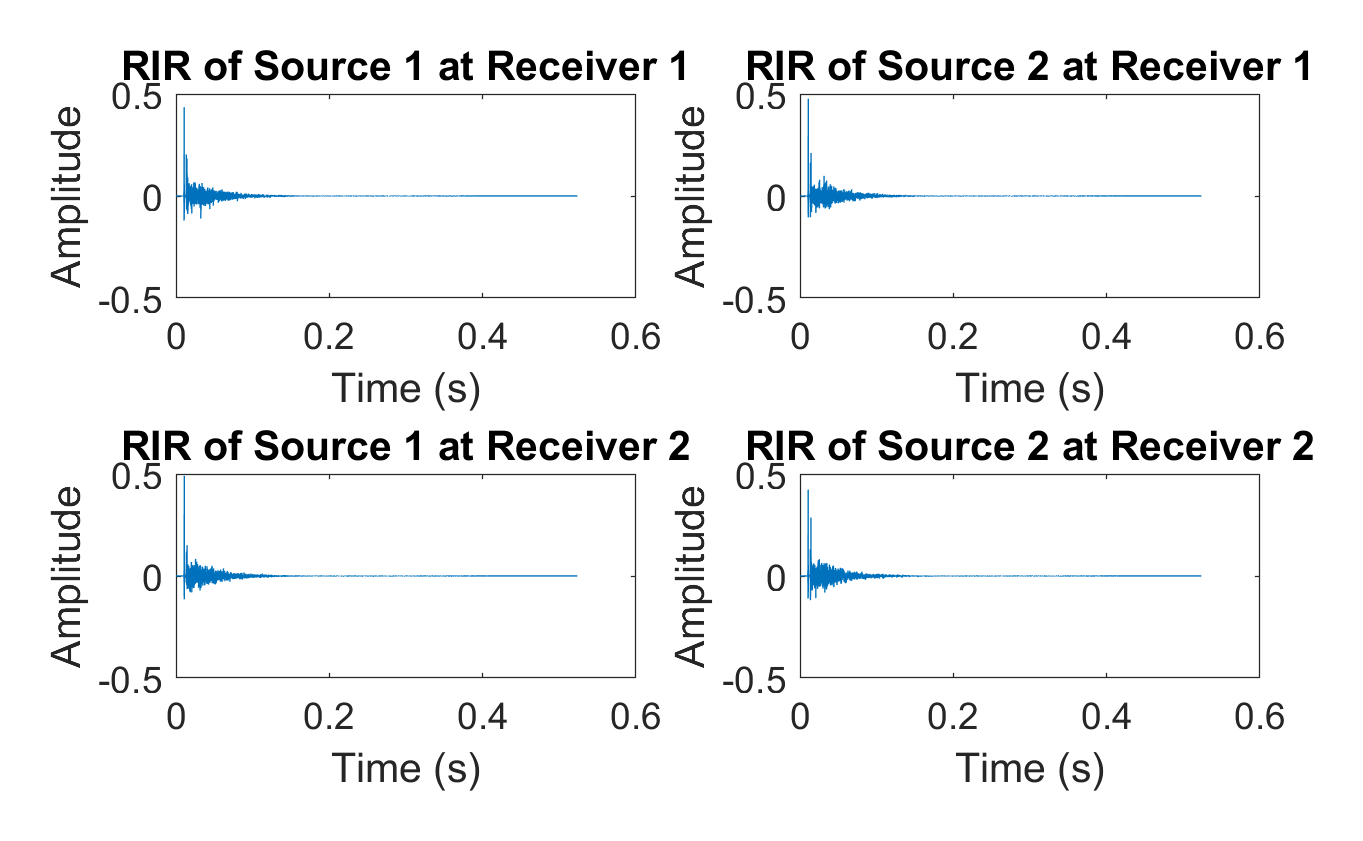 RIR of Source 1 at Receiver 1
0.5
0
-0.5
Amplitude
0 0.2 0.4 0.6
Time (s)
RIR of Source 2 at Receiver 1
0.5
0
-0.5
Amplitude
0 0.2 0.4 0.6
Time (s)
RIR of Source 1 at Receiver 2
0.5
0
-0.5
Amplitude
0 0.2 0.4 0.6
Time (s)
RIR of Source 2 at Receiver 2
0.5
0
-0.5
Amplitude
0 0.2 0.4 0.6
Time (s)